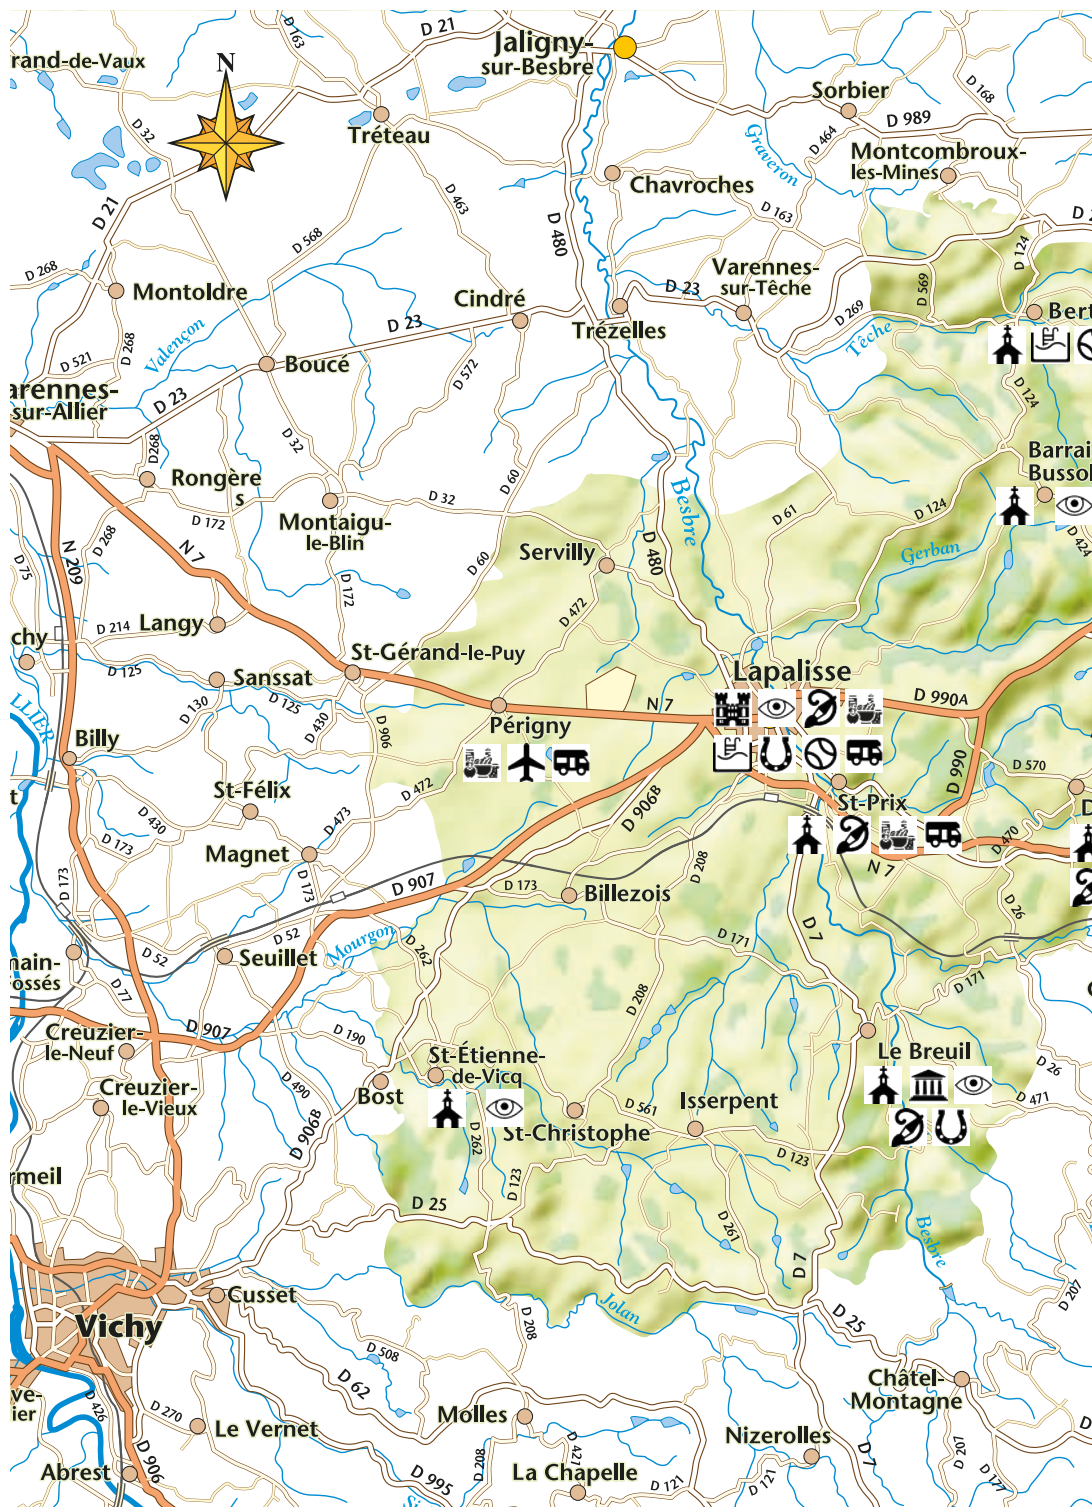 D 163
D 21
Jaligny-
sur-Besbre
rand-de-Vaux
N
Sorbier
D 168
D 32
Tréteau
D 989
D 464
Graveron
Montcombroux-
les-Mines
Chavroches
D 463
D 163
D 21
D 568
D 480
D 124
D 268
Montoldre
Varennes-
sur-Têche
D 569
Cindré
D 23
D 23
Trézelles
D 269
Têche
Bert
Valençon
D 268
D 521
Boucé
D 572
arennes-
sur-Allier
D 23
D 124
D 32
D268
Rongère
s
D 60
Barrai
Bussol
D 32
Besbre
D 61
D 124
D 172
Montaigu-
le-Blin
D 268
N 7
N 209
D 75
Servilly
D 480
Gerban
D 424
D 60
D 172
D 472
D 214
Langy
chy
D 125
St-Gérand-le-Puy
Sanssat
D 125
Lapalisse
D 130
D 430
D 906
N 7
D 990A
LLIER
Périgny
Billy
t
D 472
D 990
D 570
St-Félix
D 9068
St-Prix
D
D 430
D 473
D 173
Magnet
D 470
N 7
D 208
D 173
D 173
D 907
D 173
Billezois
D 26
D 52
D 52
Mourgon
D 262
D 171
D 7
Seuillet
main-
ossés
D 77
D 208
D 171
D 907
D 190
Creuzier-
le-Neuf
St-Étienne-
de-Vicq
Le Breuil
D 26
D 490
Creuzier-
le-Vieux
Bost
D 561
Isserpent
D 471
D 9068
St-Christophe
D 262
D 123
rmeil
D 123
D 25
D 261
Besbre
D 7
Cusset
Jolan
D 207
Vichy
D 208
D 25
D 508
D 62
Châtel-
Montagne
ve-
ier
D 426
D 270
Le Vernet
Molles
Nizerolles
D 906
Abrest
D 995
D 208
D 421
La Chapelle
D 121
D 121
D 7
D 207
D 177